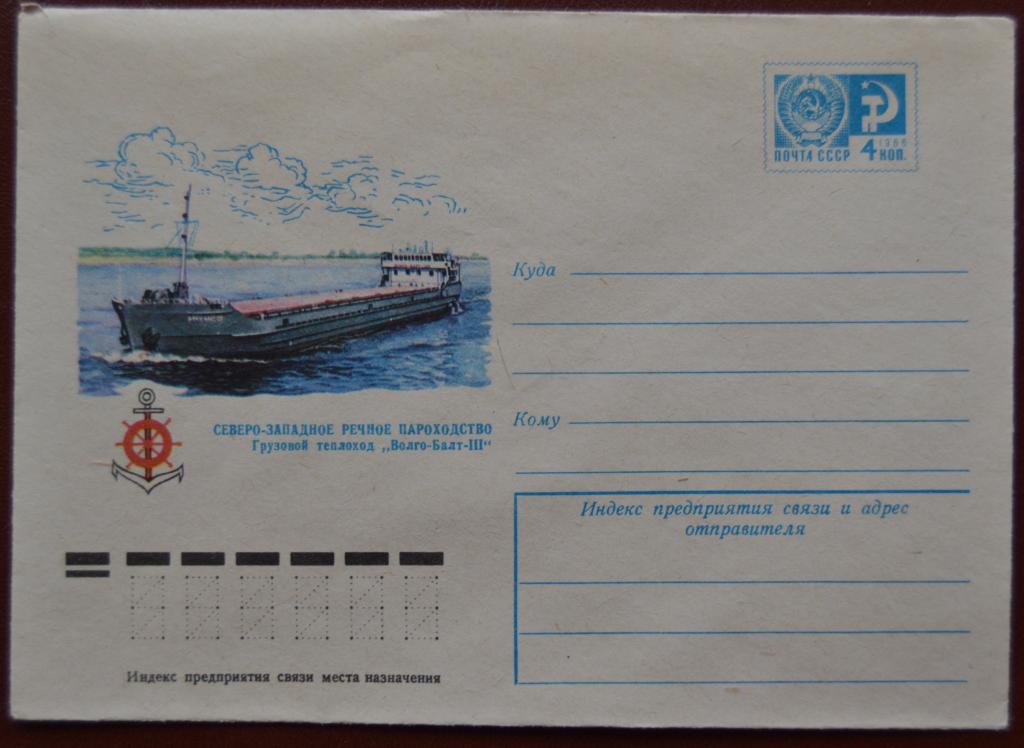 ПОЧТА СССР
1966
4 КОП.
Куда
Кому
СЕВЕРО-ЗАПАДНОЕ РЕЧНОЕ ПАРОХОДСТВО
Грузовой теплоход „Волго-Балт-III“
Индекс предприятия связи и адрес
отправителя
Индекс предприятия связи места назначения